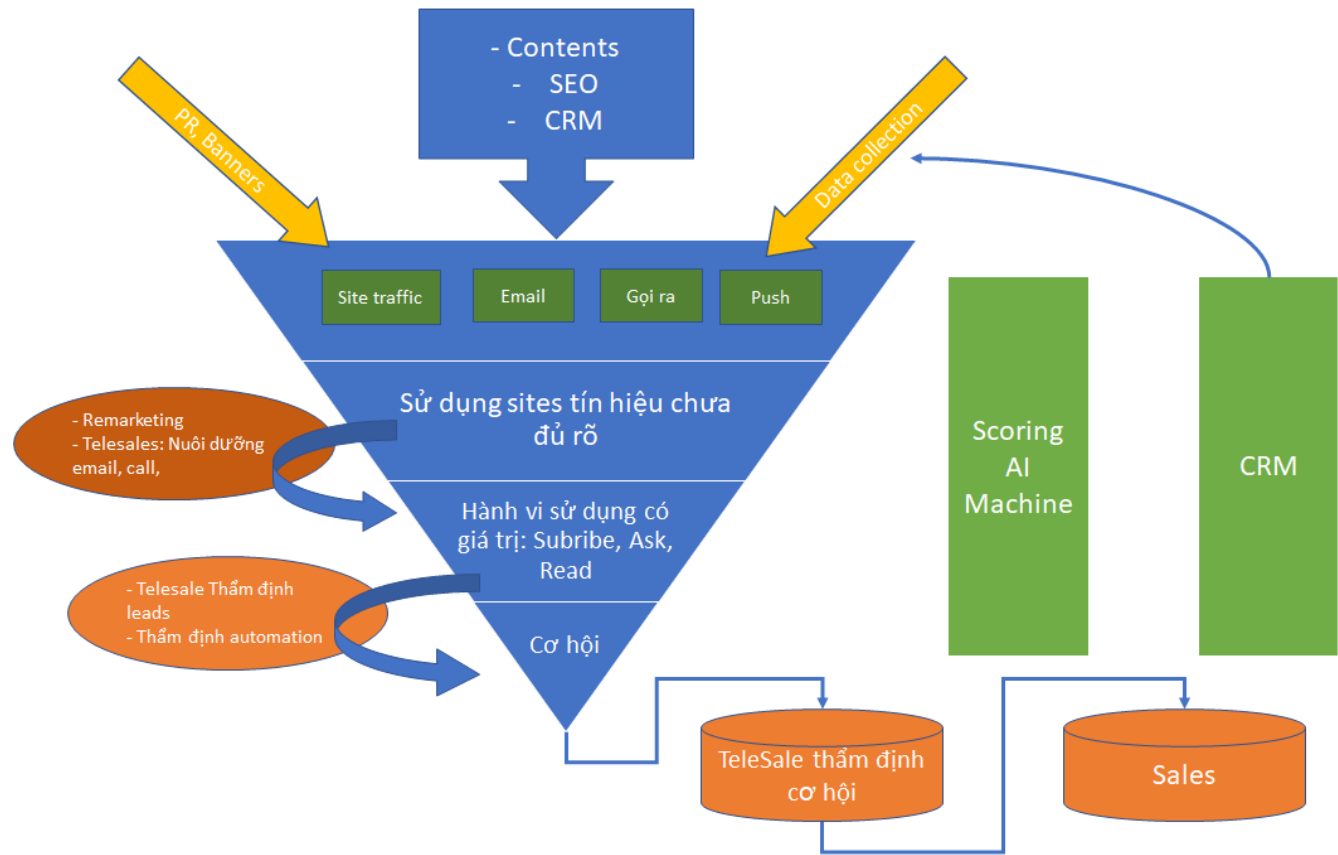 - Contents
- SEO
- CRM
PR, Banners
Data collection
Site traffic
Email
Gọi ra
Push
Sử dụng sites tín hiệu chưa
đủ rõ
- Remarketing
- Telesales: Nuôi dưỡng
email, call,
Hành vi sử dụng có
giá trị: Subribe, Ask,
Read
- Telesale Thẩm định
leads
- Thẩm định automation
Cơ hội
Scoring
AI
Machine
CRM
TeleSale thẩm định
cơ hội
Sales